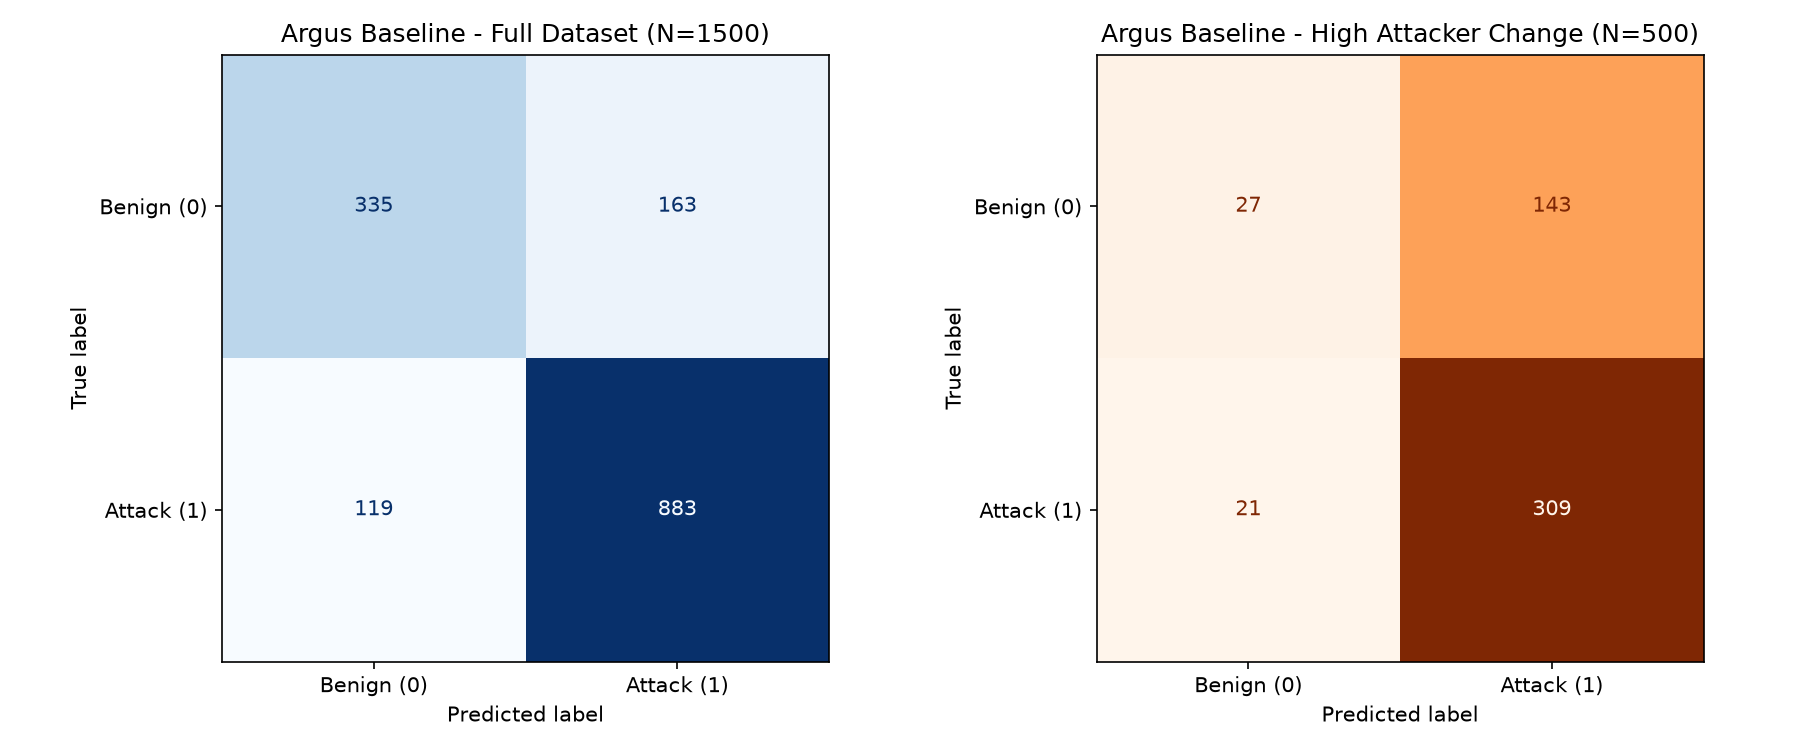 Argus Baseline - Full Dataset (N=1500)
True label
Benign (0)
335
163
Attack (1)
119
883
Benign (0)
Attack (1)
Predicted label
Argus Baseline - High Attacker Change (N=500)
True label
Benign (0)
27
143
Attack (1)
21
309
Benign (0)
Attack (1)
Predicted label